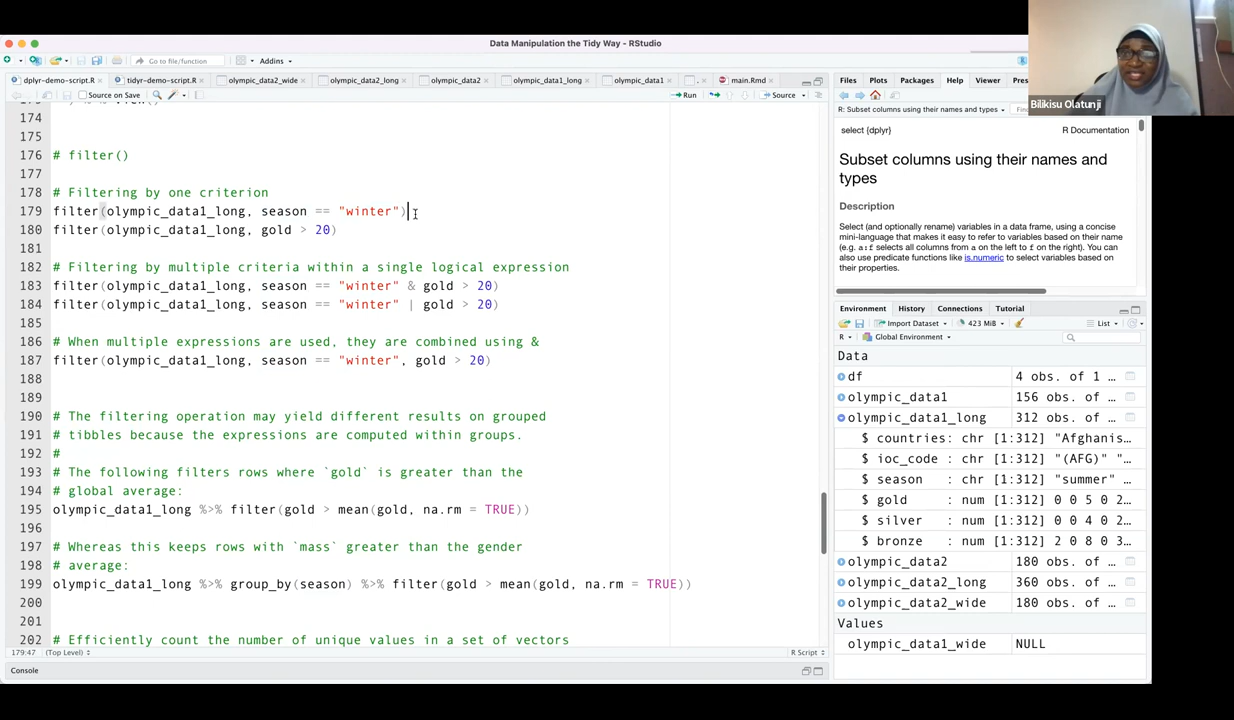 Data Manipulation the Tidy Way - RStudio
Go to file/function
Addins
dplyr-demo-script.R
tidyr-demo-script.R
olympic_data2_wide
olympic_data2_long
olympic_data2
olympic_data1_long
olympic_data1
main.Rmd
Source on Save
Run
Source
174
175
176 # filter()
177
178 # Filtering by one criterion
179 filter(olympic_data1_long, season == "winter")
180 filter(olympic_data1_long, gold > 20)
181
182 # Filtering by multiple criteria within a single logical expression
183 filter(olympic_data1_long, season == "winter" & gold > 20)
184 filter(olympic_data1_long, season == "winter" | gold > 20)
185
186 # When multiple expressions are used, they are combined using &
187 filter(olympic_data1_long, season == "winter", gold > 20)
188
189
190 # The filtering operation may yield different results on grouped
191 # tibbles because the expressions are computed within groups.
192 #
193 # The following filters rows where `gold` is greater than the
194 # global average:
195 olympic_data1_long %>% filter(gold > mean(gold, na.rm = TRUE))
196
197 # Whereas this keeps rows with `mass` greater than the gender
198 # average:
199 olympic_data1_long %>% group_by(season) %>% filter(gold > mean(gold, na.rm = TRUE))
200
201
202 # Efficiently count the number of unique values in a set of vectors
179:47 (Top Level)
R Script
Console
Files Plots Packages Help Viewer Pres
Bilikisu Olatunji
R: Subset columns using their names and types
select {dplyr} R Documentation
Subset columns using their names and
types
Description
Select (and optionally rename) variables in a data frame, using a concise
mini-language that makes it easy to refer to variables based on their name
(e.g. a:f selects all columns from a on the left to f on the right). You
can also use predicate functions like is.numeric to select variables based on
their properties.
Environment History Connections Tutorial
Import Dataset 423 MiB List
R Global Environment
Data
df 4 obs. of 1 …
olympic_data1 156 obs. of …
olympic_data1_long 312 obs. of …
$ countries: chr [1:312] "Afghanis…
$ ioc_code : chr [1:312] "(AFG)" "…
$ season : chr [1:312] "summer" …
$ gold : num [1:312] 0 0 5 0 2…
$ silver : num [1:312] 0 0 4 0 2…
$ bronze : num [1:312] 2 0 8 0 3…
olympic_data2 180 obs. of …
olympic_data2_long 360 obs. of …
olympic_data2_wide 180 obs. of …
Values
olympic_data1_wide NULL